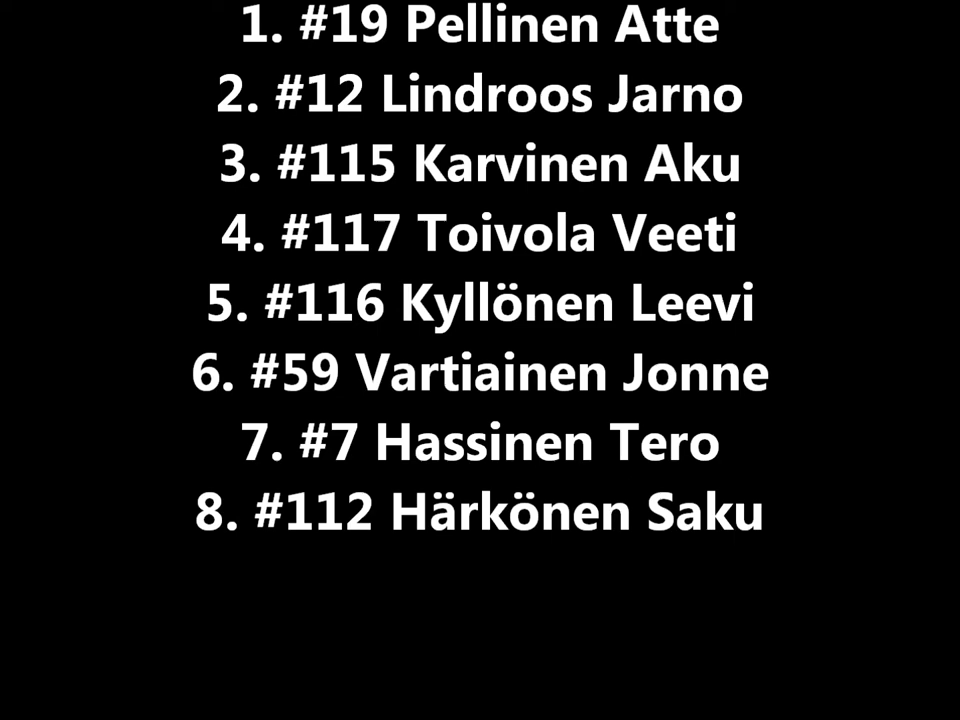 1. #19 Pellinen Atte
2. #12 Lindroos Jarno
3. #115 Karvinen Aku
4. #117 Toivola Veeti
5. #116 Kyllönen Leevi
6. #59 Vartiainen Jonne
7. #7 Hassinen Tero
8. #112 Härkönen Saku